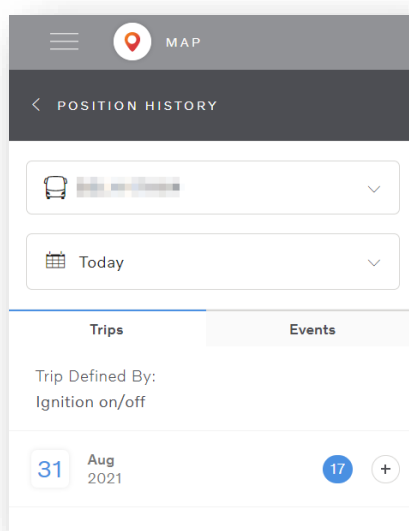 MAP
POSITION HISTORY
Today
Trips Events
Trip Defined By:
Ignition on/off
31 Aug
2021
17 +